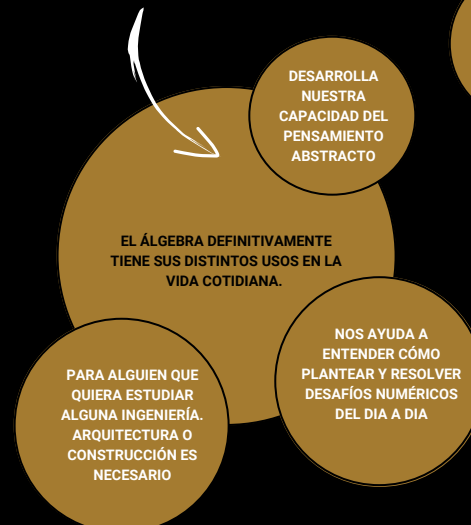 DESARROLLA
NUESTRA
CAPACIDAD DEL
PENSAMIENTO
ABSTRACTO
EL ÁLGEBRA DEFINITIVAMENTE
TIENE SUS DISTINTOS USOS EN LA
VIDA COTIDIANA.
NOS AYUDA A
ENTENDER CÓMO
PLANTEAR Y RESOLVER
DESAFÍOS NUMÉRICOS
DEL DIA A DIA
PARA ALGUIEN QUE
QUIERA ESTUDIAR
ALGUNA INGENIERÍA.
ARQUITECTURA O
CONSTRUCCIÓN ES
NECESARIO